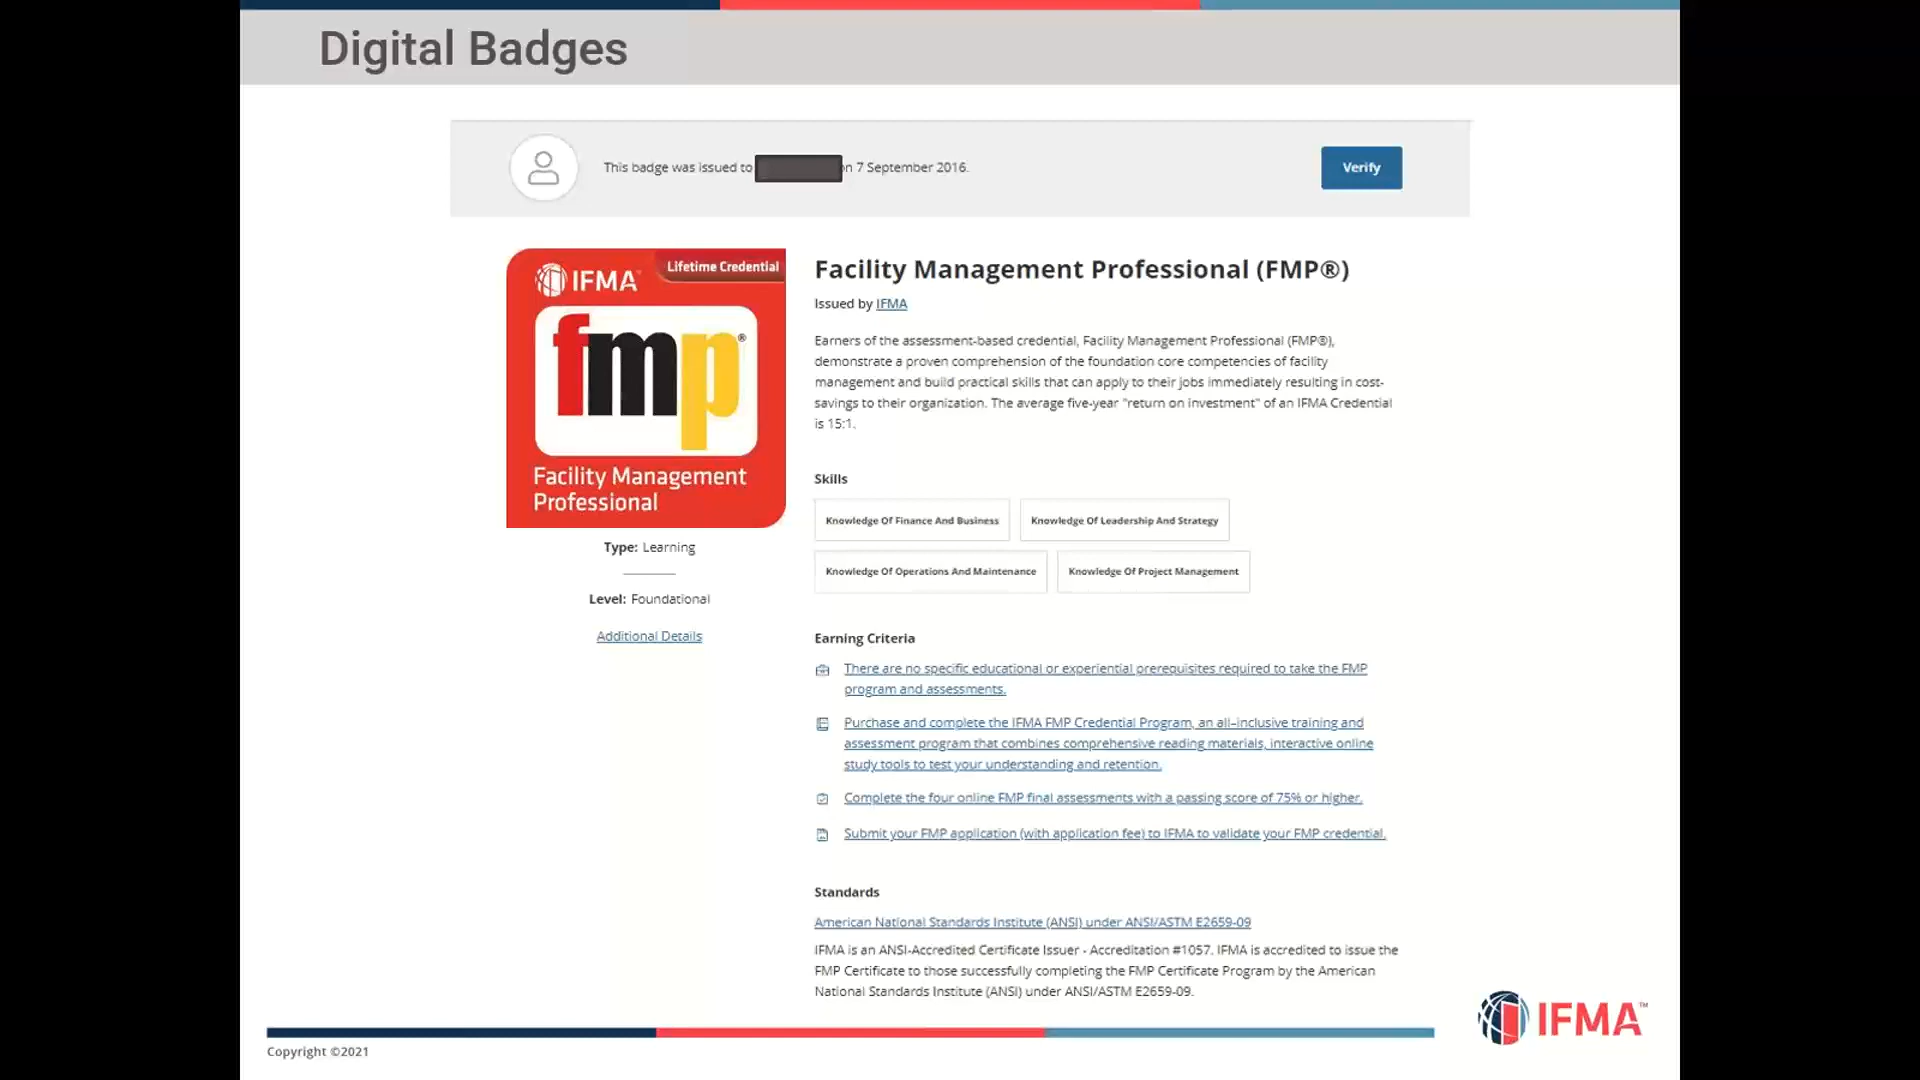 Digital Badges
This badge was issued to
on 7 September 2016.
Verify
IFMA™
Lifetime Credential
fmp®
Facility Management
Professional
Type: Learning
Level: Foundational
Additional Details
Facility Management Professional (FMP®)
Issued by IFMA
Earners of the assessment-based credential, Facility Management Professional (FMP®),
demonstrate a proven comprehension of the foundation core competencies of facility
management and build practical skills that can apply to their jobs immediately resulting in cost-
savings to their organization. The average five-year "return on investment" of an IFMA Credential
is 15:1.
Skills
Knowledge Of Finance And Business
Knowledge Of Leadership And Strategy
Knowledge Of Operations And Maintenance
Knowledge Of Project Management
Earning Criteria
There are no specific educational or experiential prerequisites required to take the FMP
program and assessments.
Purchase and complete the IFMA FMP Credential Program, an all–inclusive training and
assessment program that combines comprehensive reading materials, interactive online
study tools to test your understanding and retention.
Complete the four online FMP final assessments with a passing score of 75% or higher.
Submit your FMP application (with application fee) to IFMA to validate your FMP credential.
Standards
American National Standards Institute (ANSI) under ANSI/ASTM E2659-09
IFMA is an ANSI-Accredited Certificate Issuer - Accreditation #1057. IFMA is accredited to issue the
FMP Certificate to those successfully completing the FMP Certificate Program by the American
National Standards Institute (ANSI) under ANSI/ASTM E2659-09.
IFMA™
Copyright ©2021